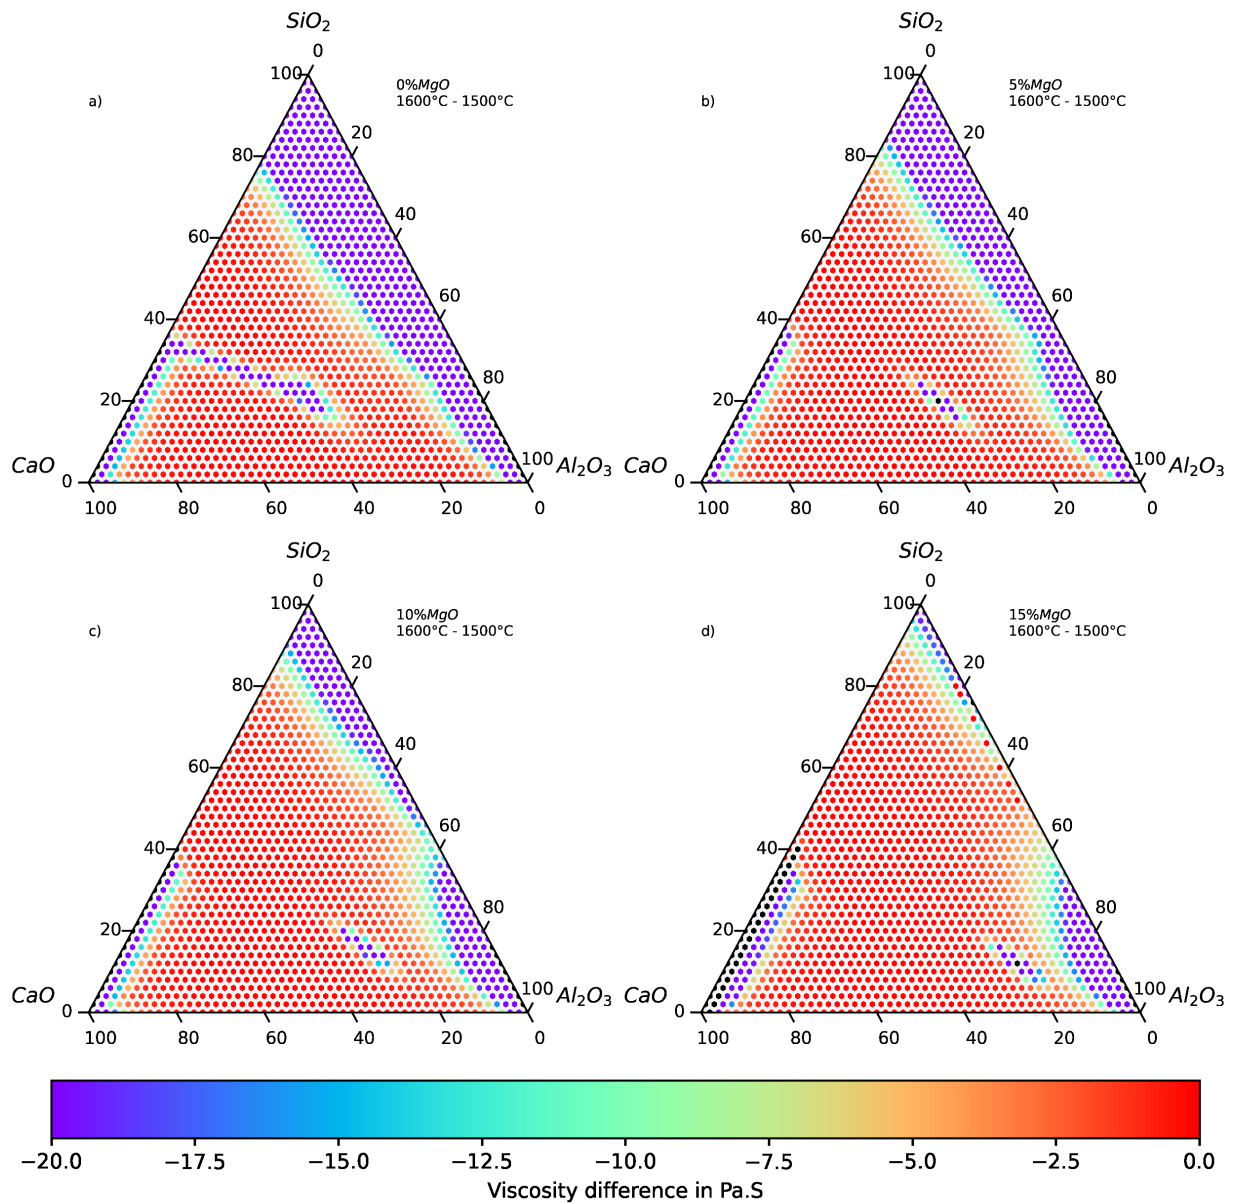 SiO2
0
100
a)
0%MgO
1600°C - 1500°C
20
80
40
60
60
40
80
20
CaO
0
100
Al2O3
100
80
60
40
20
0
SiO2
0
100
b)
5%MgO
1600°C - 1500°C
20
80
40
60
60
40
80
20
CaO
0
100
Al2O3
100
80
60
40
20
0
SiO2
0
100
c)
10%MgO
1600°C - 1500°C
20
80
40
60
60
40
80
20
CaO
0
100
Al2O3
100
80
60
40
20
0
SiO2
0
100
d)
15%MgO
1600°C - 1500°C
20
80
40
60
60
40
80
20
CaO
0
100
Al2O3
100
80
60
40
20
0
−20.0 −17.5 −15.0 −12.5 −10.0 −7.5 −5.0 −2.5 0.0
Viscosity difference in Pa.S